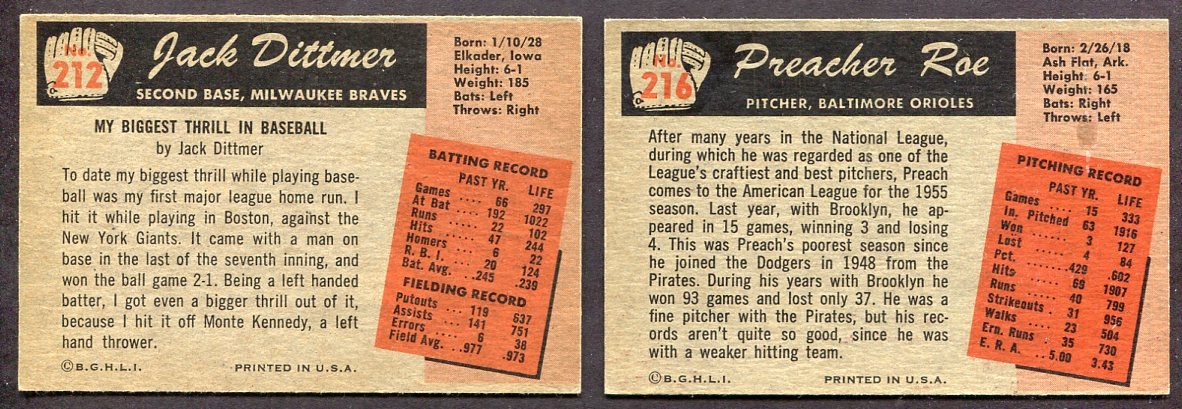 No.
212
Jack Dittmer
SECOND BASE, MILWAUKEE BRAVES
Born: 1/10/28
Elkader, Iowa
Height: 6-1
Weight: 185
Bats: Left
Throws: Right
MY BIGGEST THRILL IN BASEBALL
by Jack Dittmer
To date my biggest thrill while playing base-
ball was my first major league home run. I
hit it while playing in Boston, against the
New York Giants. It came with a man on
base in the last of the seventh inning, and
won the ball game 2-1. Being a left handed
batter, I got even a bigger thrill out of it,
because I hit it off Monte Kennedy, a left
hand thrower.
BATTING RECORD
PAST YR. LIFE
Games .... 66 297
At Bat .... 192 1022
Runs .... 22 102
Hits .... 47 244
Homers .... 6 22
R. B. I. .... 20 124
Bat. Avg. .. .245 .239
FIELDING RECORD
Putouts .... 119 637
Assists .... 141 751
Errors .... 6 38
Field Avg. .. .977 .973
©B.G.H.L.I. PRINTED IN U.S.A.
No.
216
Preacher Roe
PITCHER, BALTIMORE ORIOLES
Born: 2/26/18
Ash Flat, Ark.
Height: 6-1
Weight: 165
Bats: Right
Throws: Left
After many years in the National League,
during which he was regarded as one of the
League's craftiest and best pitchers, Preach
comes to the American League for the 1955
season. Last year, with Brooklyn, he ap-
peared in 15 games, winning 3 and losing
4. This was Preach's poorest season since
he joined the Dodgers in 1948 from the
Pirates. During his years with Brooklyn he
won 93 games and lost only 37. He was a
fine pitcher with the Pirates, but his rec-
ords aren't quite so good, since he was
with a weaker hitting team.
PITCHING RECORD
PAST YR. LIFE
Games .... 15 333
In. Pitched 63 1916
Won .... 3 127
Lost .... 4 84
Pct. .... .429 .602
Hits .... 69 1907
Runs .... 40 799
Strikeouts .... 31 956
Walks .... 23 504
Ern. Runs .... 35 730
E. R. A. .. 5.00 3.43
©B.G.H.L.I. PRINTED IN U.S.A.